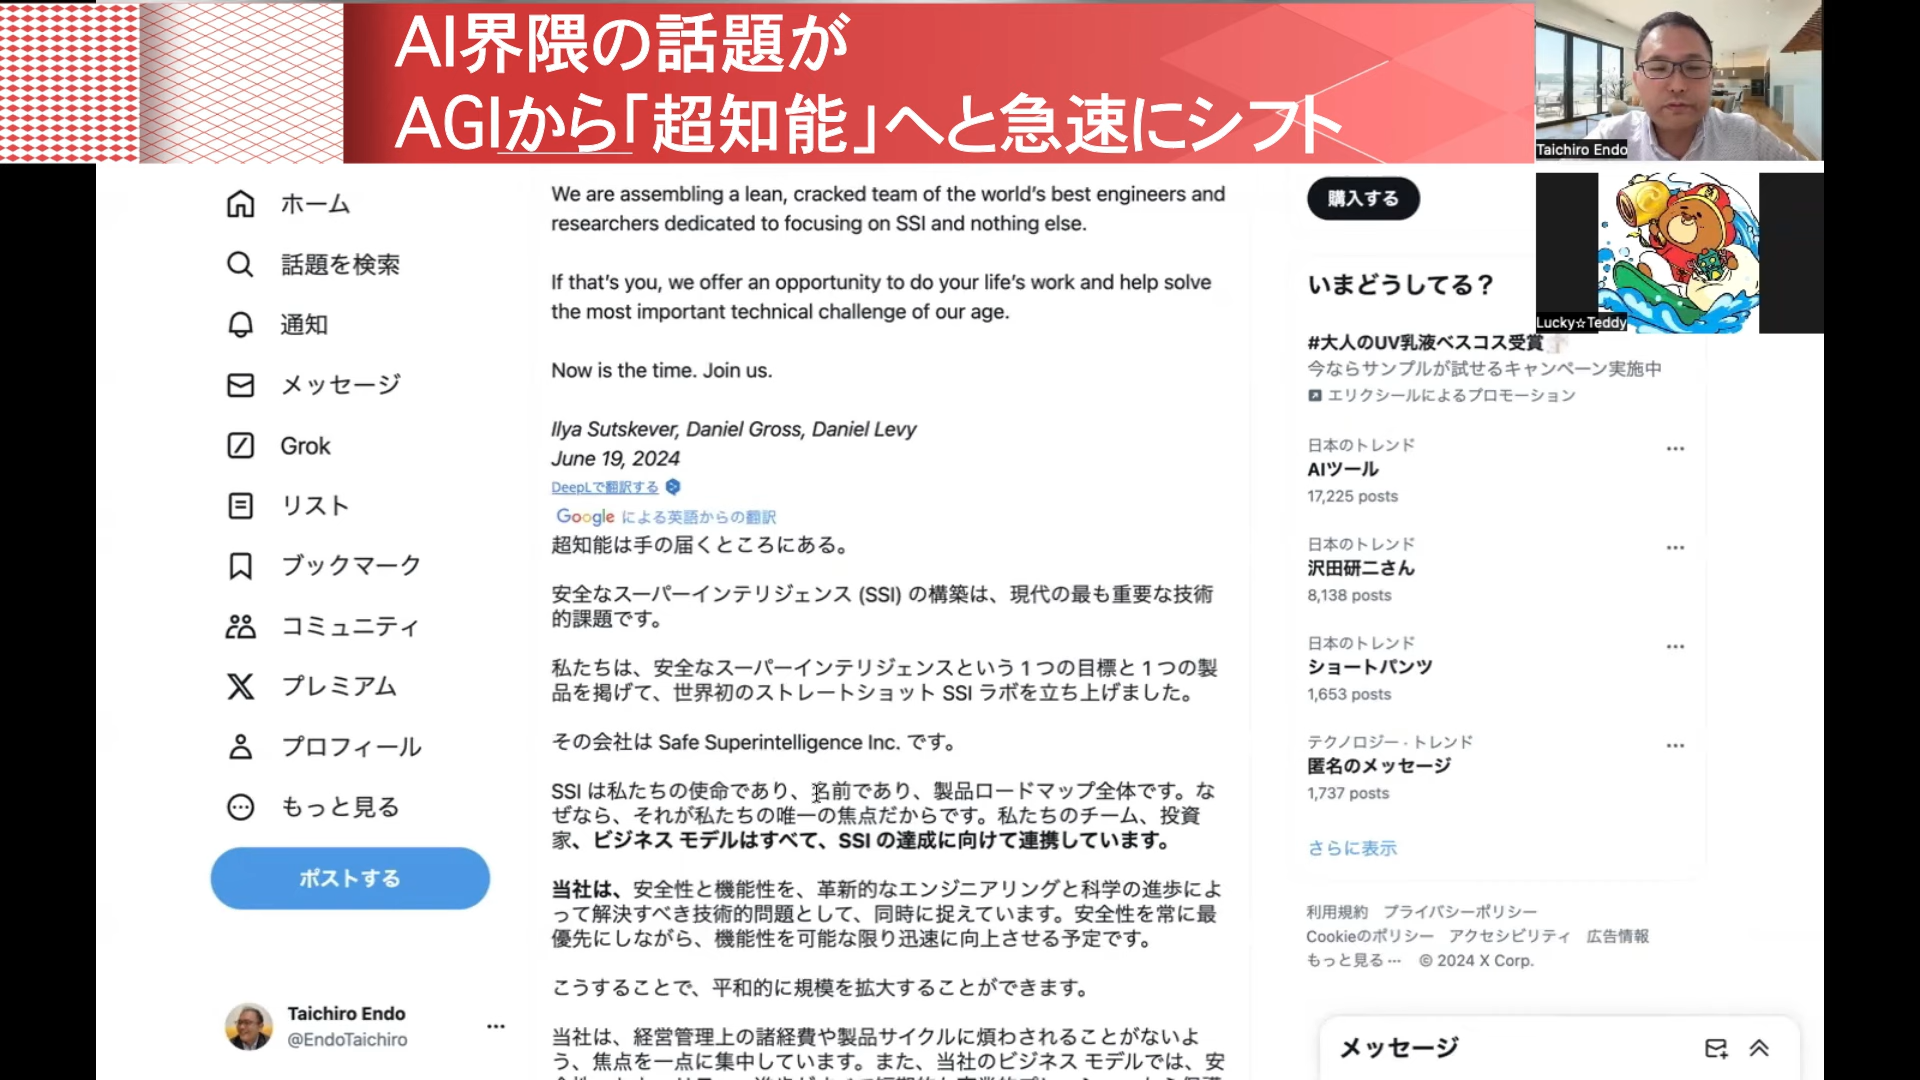 AI界隈の話題が
AGIから「超知能」へと急速にシフト
Taichiro Endo
Lucky☆Teddy
ホーム
話題を検索
通知
メッセージ
Grok
リスト
ブックマーク
コミュニティ
プレミアム
プロフィール
もっと見る
ポストする
Taichiro Endo
@EndoTaichiro
We are assembling a lean, cracked team of the world's best engineers and
researchers dedicated to focusing on SSI and nothing else.
If that's you, we offer an opportunity to do your life's work and help solve
the most important technical challenge of our age.
Now is the time. Join us.
Ilya Sutskever, Daniel Gross, Daniel Levy
June 19, 2024
DeepLで翻訳する
Google による英語からの翻訳
超知能は手の届くところにある。
安全なスーパーインテリジェンス (SSI) の構築は、現代の最も重要な技術
的課題です。
私たちは、安全なスーパーインテリジェンスという 1 つの目標と 1 つの製
品を掲げて、世界初のストレートショット SSI ラボを立ち上げました。
その会社は Safe Superintelligence Inc. です。
SSI は私たちの使命であり、名前であり、製品ロードマップ全体です。な
ぜなら、それが私たちの唯一の焦点だからです。私たちのチーム、投資
家、ビジネス モデルはすべて、SSI の達成に向けて連携しています。
当社は、安全性と機能性を、革新的なエンジニアリングと科学の進歩によ
って解決すべき技術的問題として、同時に捉えています。安全性を常に最
優先にしながら、機能性を可能な限り迅速に向上させる予定です。
こうすることで、平和的に規模を拡大することができます。
当社は、経営管理上の諸経費や製品サイクルに煩わされることがないよ
う、焦点を一点に集中しています。また、当社のビジネス モデルでは、安
購入する
いまどうしてる？
#大人のUV乳液ベスコス受賞
今ならサンプルが試せるキャンペーン実施中
エリクシールによるプロモーション
日本のトレンド
AIツール
17,225 posts
日本のトレンド
沢田研二さん
8,138 posts
日本のトレンド
ショートパンツ
1,653 posts
テクノロジー · トレンド
匿名のメッセージ
1,737 posts
さらに表示
利用規約 プライバシーポリシー
Cookieのポリシー アクセシビリティ 広告情報
もっと見る … © 2024 X Corp.
メッセージ